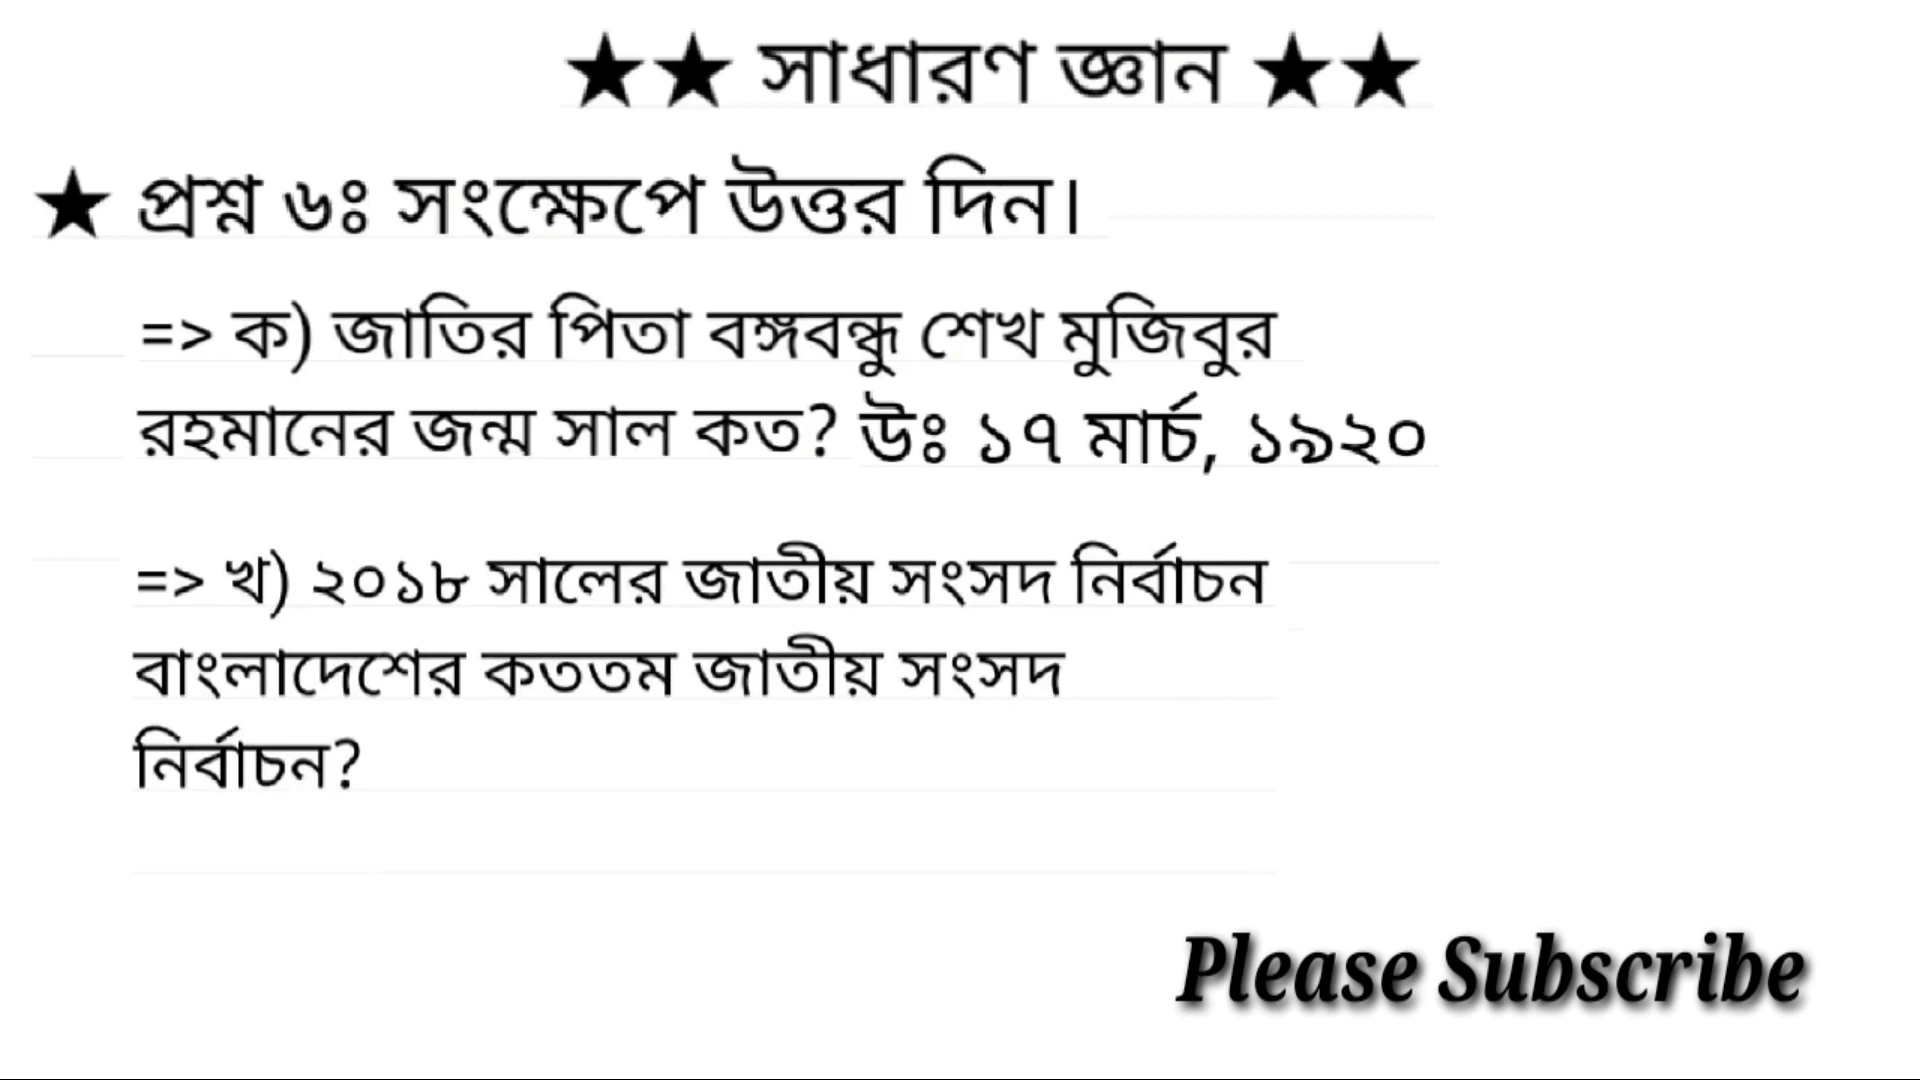 ★★ সাধারণ জ্ঞান ★★
★ প্রশ্ন ৬ঃ সংক্ষেপে উত্তর দিন।
=> ক) জাতির পিতা বঙ্গবন্ধু শেখ মুজিবুর
রহমানের জন্ম সাল কত? উঃ ১৭ মার্চ, ১৯২০
=> খ) ২০১৮ সালের জাতীয় সংসদ নির্বাচন
বাংলাদেশের কততম জাতীয় সংসদ
নির্বাচন?
Please Subscribe